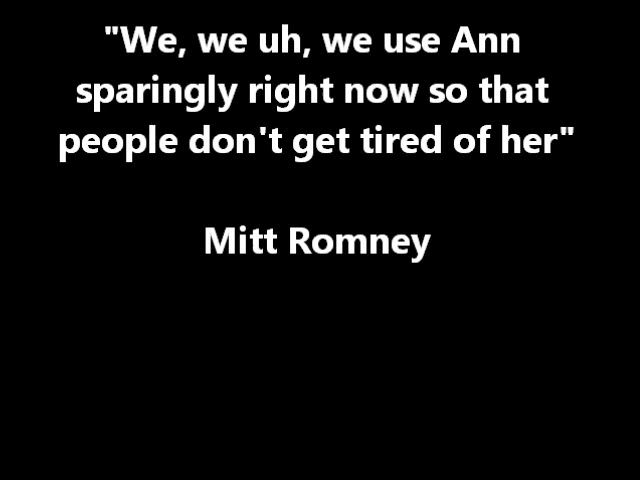 "We, we uh, we use Ann
sparingly right now so that
people don't get tired of her"
Mitt Romney